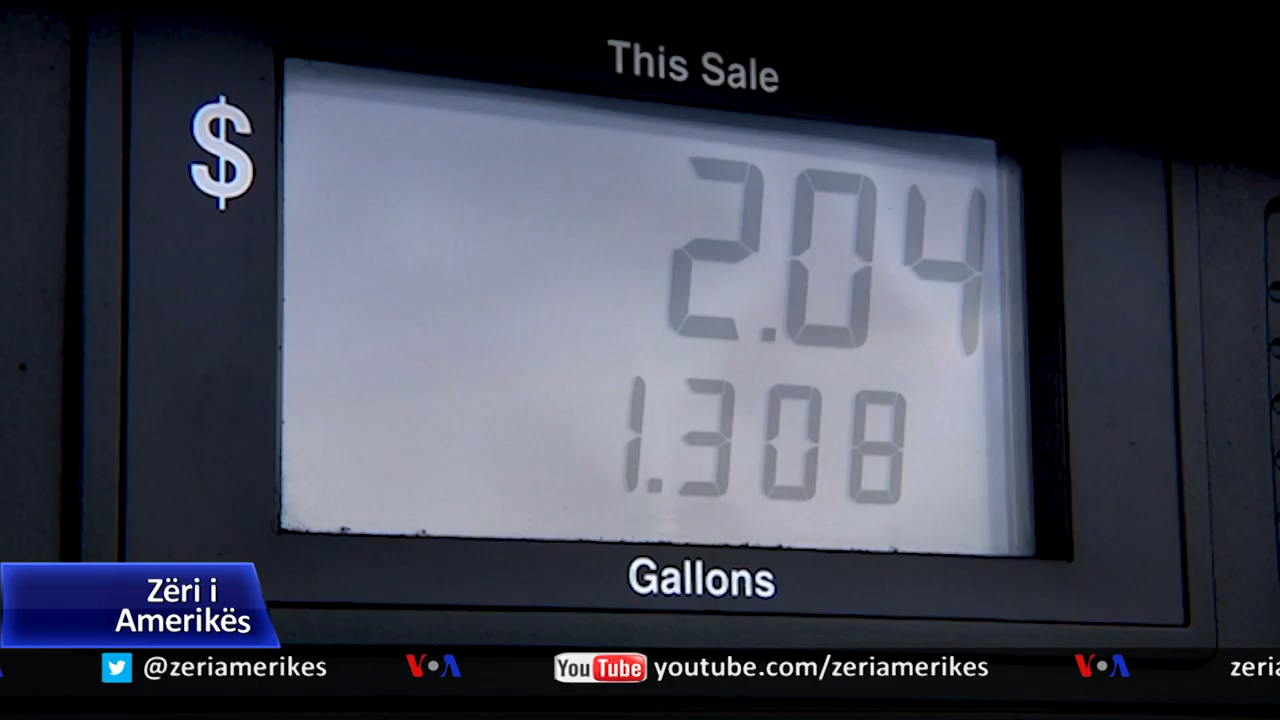 This Sale
$
2.04
1.308
Gallons
Zëri i
Amerikës
@zeriamerikes VOA YouTube youtube.com/zeriamerikes VOA zeria